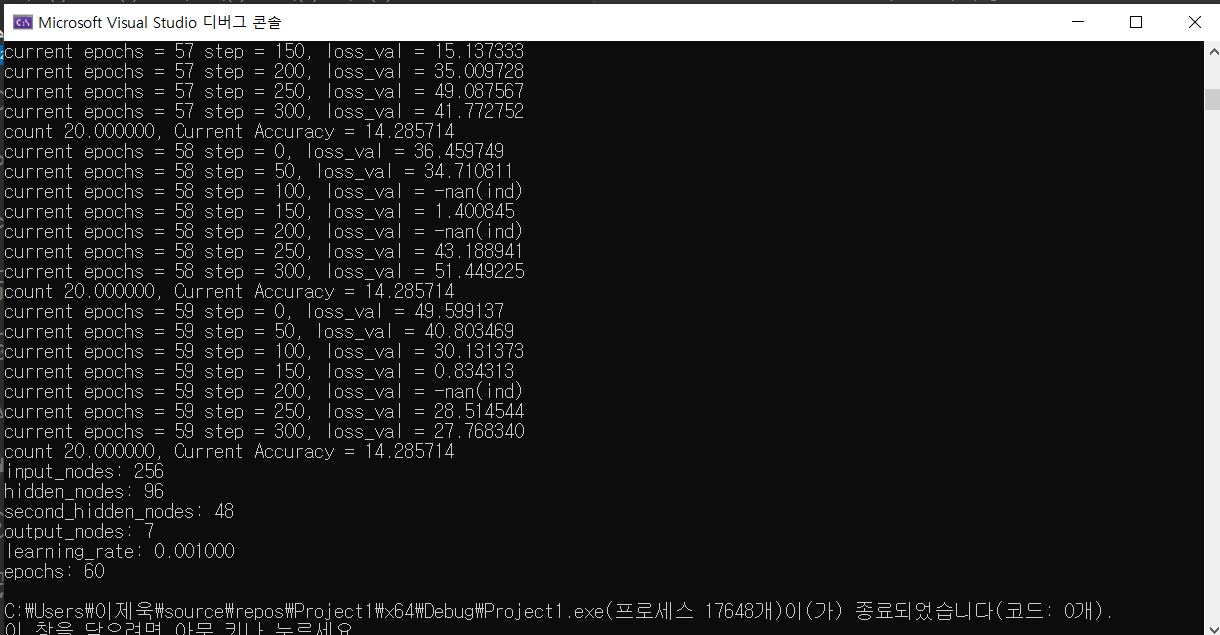 Microsoft Visual Studio 디버그 콘솔
current epochs = 57 step = 150, loss_val = 15.137333
current epochs = 57 step = 200, loss_val = 35.009728
current epochs = 57 step = 250, loss_val = 49.087567
current epochs = 57 step = 300, loss_val = 41.772752
count 20.000000, Current Accuracy = 14.285714
current epochs = 58 step = 0, loss_val = 36.459749
current epochs = 58 step = 50, loss_val = 34.710811
current epochs = 58 step = 100, loss_val = -nan(ind)
current epochs = 58 step = 150, loss_val = 1.400845
current epochs = 58 step = 200, loss_val = -nan(ind)
current epochs = 58 step = 250, loss_val = 43.188941
current epochs = 58 step = 300, loss_val = 51.449225
count 20.000000, Current Accuracy = 14.285714
current epochs = 59 step = 0, loss_val = 49.599137
current epochs = 59 step = 50, loss_val = 40.803469
current epochs = 59 step = 100, loss_val = 30.131373
current epochs = 59 step = 150, loss_val = 0.834313
current epochs = 59 step = 200, loss_val = -nan(ind)
current epochs = 59 step = 250, loss_val = 28.514544
current epochs = 59 step = 300, loss_val = 27.768340
count 20.000000, Current Accuracy = 14.285714
input_nodes: 256
hidden_nodes: 96
second_hidden_nodes: 48
output_nodes: 7
learning_rate: 0.001000
epochs: 60
C:₩Users₩이제욱₩source₩repos₩Project1₩x64₩Debug₩Project1.exe(프로세스 17648개)이(가) 종료되었습니다(코드: 0개).
이 창을 닫으려면 아무 키나 누르세요